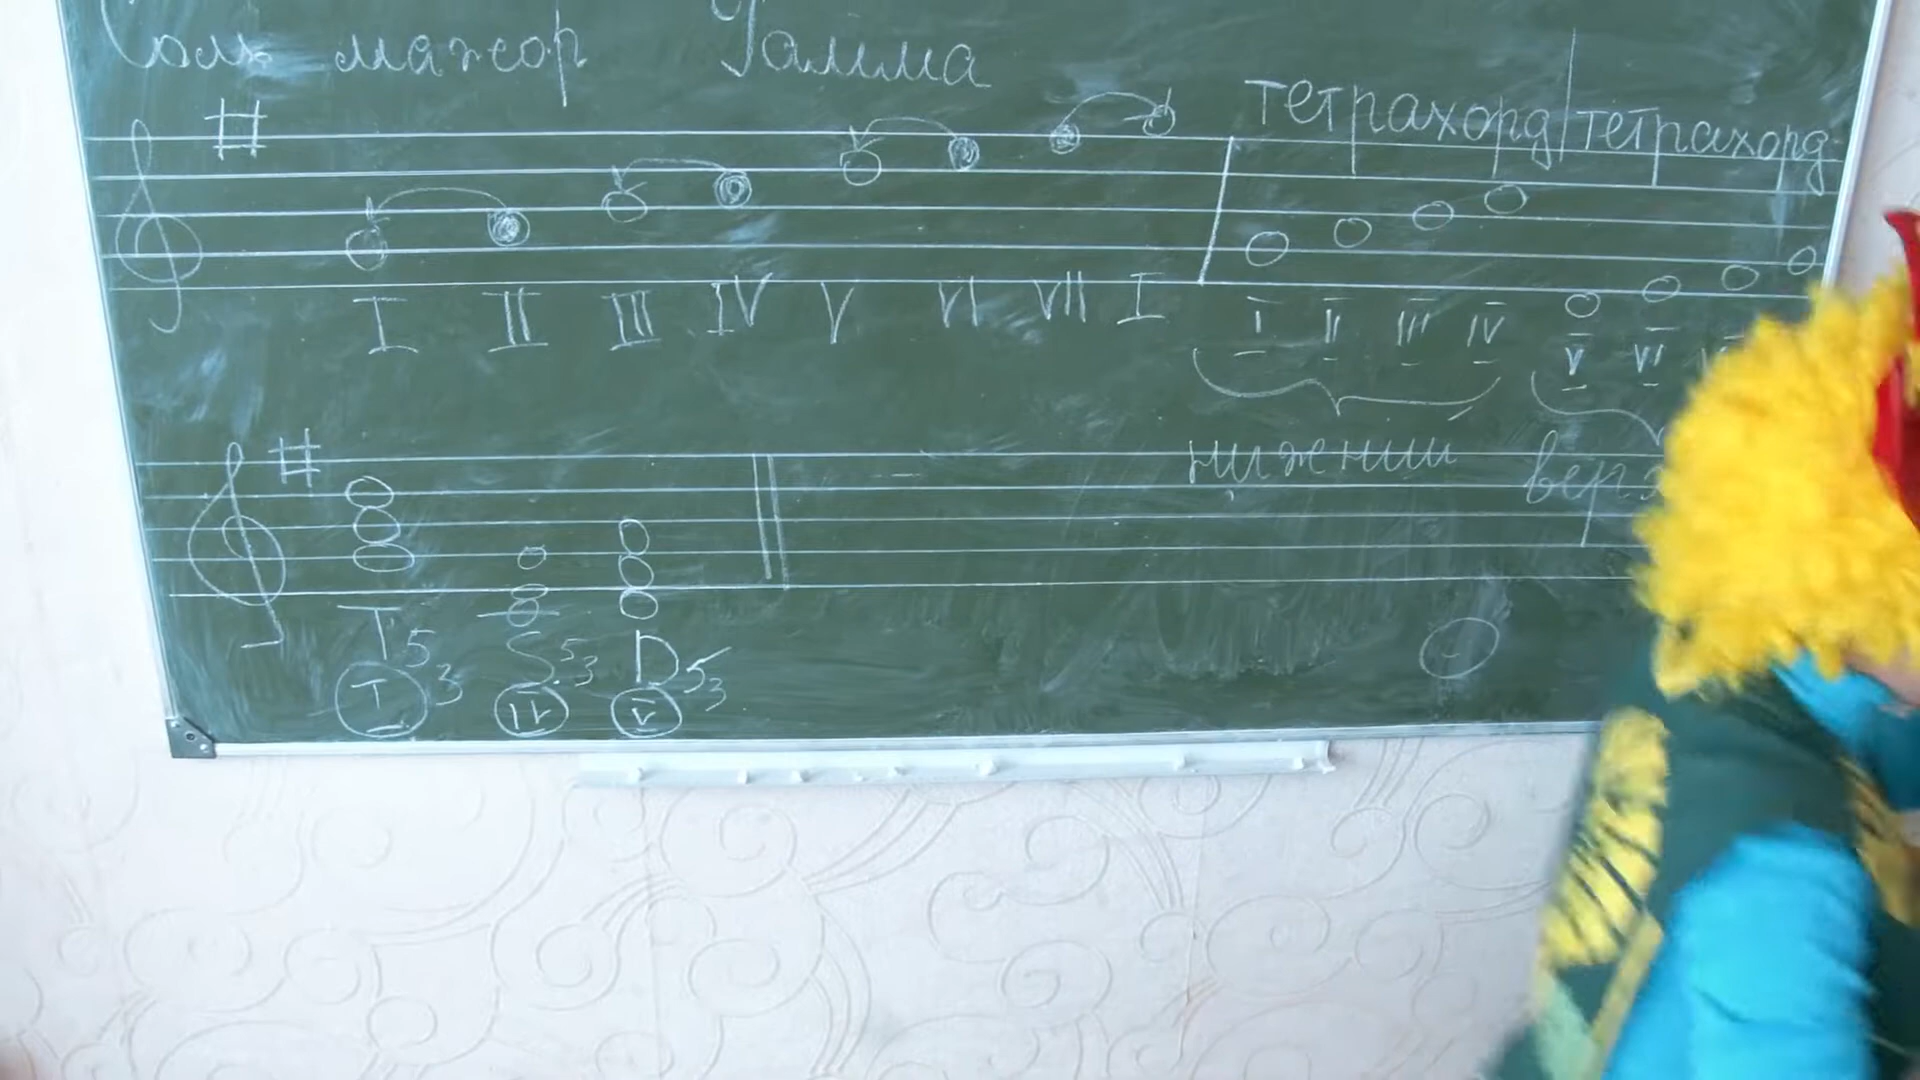 Соль мажор Гамма
тетрахорд тетрахорд
#
I II III IV V VI VII I
I II III IV V VI
нижний
#
T5 3 S5 3 D5 3
I IV V